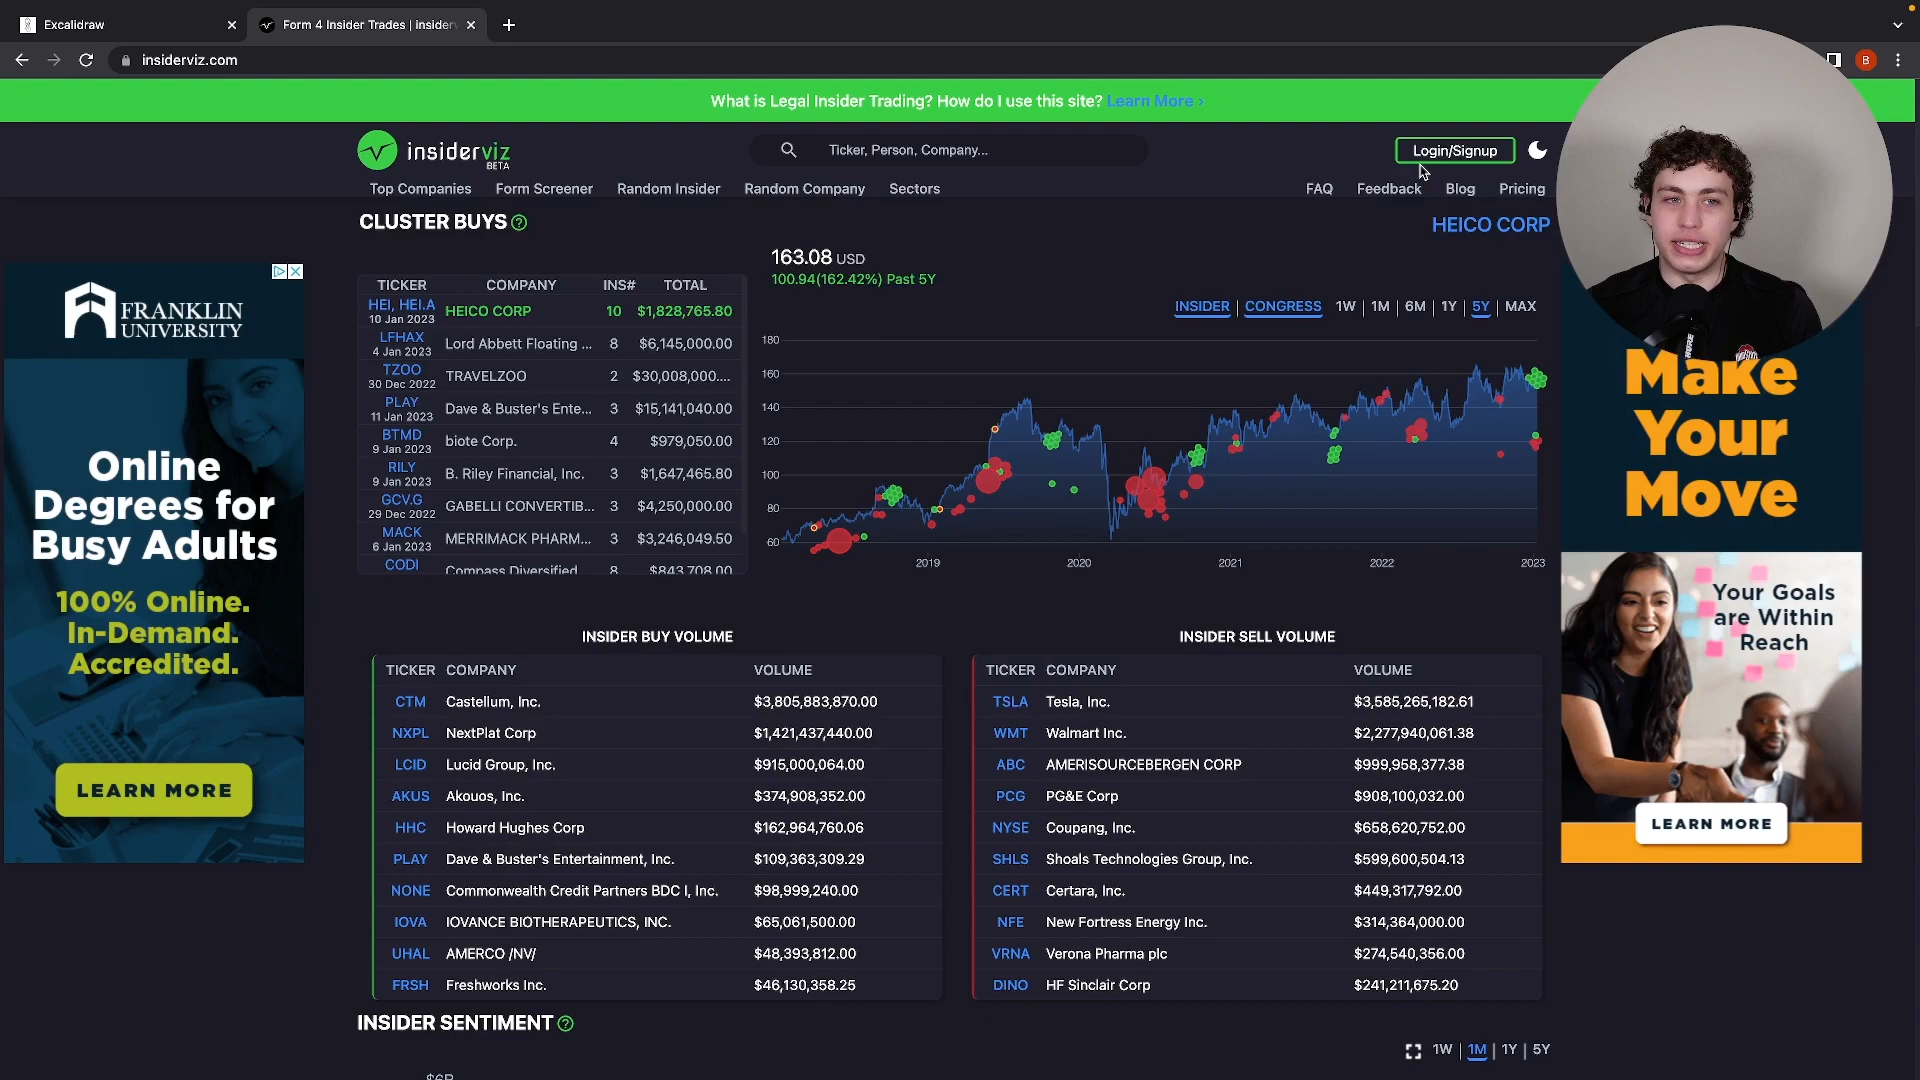 Excalidraw
Form 4 Insider Trades | insider
insiderviz.com
B
What is Legal Insider Trading? How do I use this site? Learn More ›
insiderviz
BETA
Ticker, Person, Company...
Login/Signup
Top Companies Form Screener Random Insider Random Company Sectors
FAQ Feedback Blog Pricing
CLUSTER BUYS
HEICO CORP
TICKER COMPANY INS# TOTAL
HEI, HEI.A
10 Jan 2023
HEICO CORP 10 $1,828,765.80
LFHAX
4 Jan 2023
Lord Abbett Floating ... 8 $6,145,000.00
TZOO
30 Dec 2022
TRAVELZOO 2 $30,008,000....
PLAY
11 Jan 2023
Dave & Buster's Ente... 3 $15,141,040.00
BTMD
9 Jan 2023
biote Corp. 4 $979,050.00
RILY
9 Jan 2023
B. Riley Financial, Inc. 3 $1,647,465.80
GCV.G
29 Dec 2022
GABELLI CONVERTIB... 3 $4,250,000.00
MACK
6 Jan 2023
MERRIMACK PHARM... 3 $3,246,049.50
CODI
Compass Diversified 8 $843,708.00
163.08 USD
100.94(162.42%) Past 5Y
INSIDER | CONGRESS 1W | 1M | 6M | 1Y | 5Y | MAX
180
160
140
120
100
80
60
2019 2020 2021 2022 2023
INSIDER BUY VOLUME
TICKER COMPANY VOLUME
CTM Castellum, Inc. $3,805,883,870.00
NXPL NextPlat Corp $1,421,437,440.00
LCID Lucid Group, Inc. $915,000,064.00
AKUS Akouos, Inc. $374,908,352.00
HHC Howard Hughes Corp $162,964,760.06
PLAY Dave & Buster's Entertainment, Inc. $109,363,309.29
NONE Commonwealth Credit Partners BDC I, Inc. $98,999,240.00
IOVA IOVANCE BIOTHERAPEUTICS, INC. $65,061,500.00
UHAL AMERCO /NV/ $48,393,812.00
FRSH Freshworks Inc. $46,130,358.25
INSIDER SELL VOLUME
TICKER COMPANY VOLUME
TSLA Tesla, Inc. $3,585,265,182.61
WMT Walmart Inc. $2,277,940,061.38
ABC AMERISOURCEBERGEN CORP $999,958,377.38
PCG PG&E Corp $908,100,032.00
NYSE Coupang, Inc. $658,620,752.00
SHLS Shoals Technologies Group, Inc. $599,600,504.13
CERT Certara, Inc. $449,317,792.00
NFE New Fortress Energy Inc. $314,364,000.00
VRNA Verona Pharma plc $274,540,356.00
DINO HF Sinclair Corp $241,211,675.20
INSIDER SENTIMENT
1W | 1M | 1Y | 5Y
FRANKLIN
UNIVERSITY
Online
Degrees for
Busy Adults
100% Online.
In-Demand.
Accredited.
LEARN MORE
Make
Your
Move
Your Goals
are Within
Reach
LEARN MORE